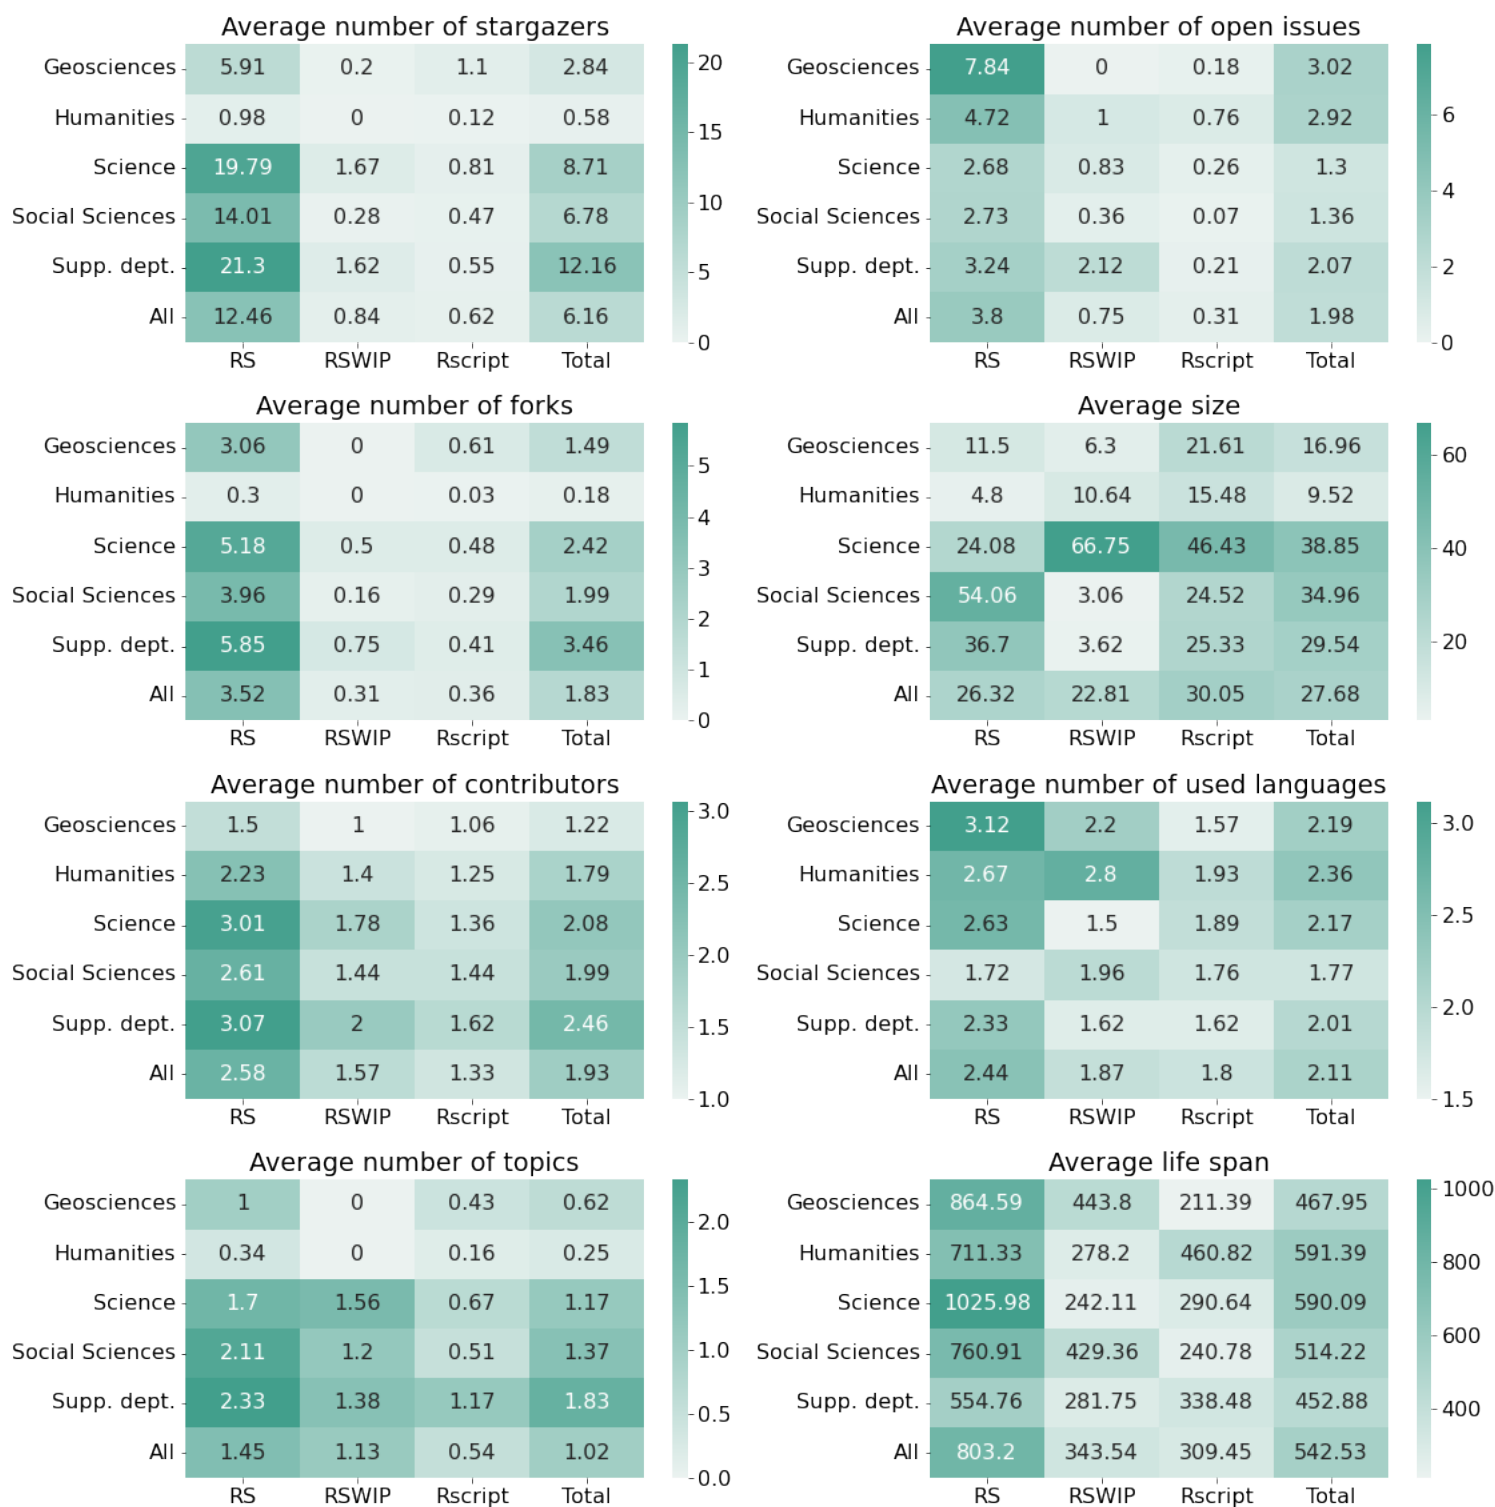 Average number of stargazers
Geosciences 5.91 0.2 1.1 2.84
Humanities 0.98 0 0.12 0.58
Science 19.79 1.67 0.81 8.71
Social Sciences 14.01 0.28 0.47 6.78
Supp. dept. 21.3 1.62 0.55 12.16
All 12.46 0.84 0.62 6.16
RS RSWIP Rscript Total
20
15
10
5
0
Average number of open issues
Geosciences 7.84 0 0.18 3.02
Humanities 4.72 1 0.76 2.92
Science 2.68 0.83 0.26 1.3
Social Sciences 2.73 0.36 0.07 1.36
Supp. dept. 3.24 2.12 0.21 2.07
All 3.8 0.75 0.31 1.98
RS RSWIP Rscript Total
6
4
2
0
Average number of forks
Geosciences 3.06 0 0.61 1.49
Humanities 0.3 0 0.03 0.18
Science 5.18 0.5 0.48 2.42
Social Sciences 3.96 0.16 0.29 1.99
Supp. dept. 5.85 0.75 0.41 3.46
All 3.52 0.31 0.36 1.83
RS RSWIP Rscript Total
5
4
3
2
1
0
Average size
Geosciences 11.5 6.3 21.61 16.96
Humanities 4.8 10.64 15.48 9.52
Science 24.08 66.75 46.43 38.85
Social Sciences 54.06 3.06 24.52 34.96
Supp. dept. 36.7 3.62 25.33 29.54
All 26.32 22.81 30.05 27.68
RS RSWIP Rscript Total
60
40
20
Average number of contributors
Geosciences 1.5 1 1.06 1.22
Humanities 2.23 1.4 1.25 1.79
Science 3.01 1.78 1.36 2.08
Social Sciences 2.61 1.44 1.44 1.99
Supp. dept. 3.07 2 1.62 2.46
All 2.58 1.57 1.33 1.93
RS RSWIP Rscript Total
3.0
2.5
2.0
1.5
1.0
Average number of used languages
Geosciences 3.12 2.2 1.57 2.19
Humanities 2.67 2.8 1.93 2.36
Science 2.63 1.5 1.89 2.17
Social Sciences 1.72 1.96 1.76 1.77
Supp. dept. 2.33 1.62 1.62 2.01
All 2.44 1.87 1.8 2.11
RS RSWIP Rscript Total
3.0
2.5
2.0
1.5
Average number of topics
Geosciences 1 0 0.43 0.62
Humanities 0.34 0 0.16 0.25
Science 1.7 1.56 0.67 1.17
Social Sciences 2.11 1.2 0.51 1.37
Supp. dept. 2.33 1.38 1.17 1.83
All 1.45 1.13 0.54 1.02
RS RSWIP Rscript Total
2.0
1.5
1.0
0.5
0.0
Average life span
Geosciences 864.59 443.8 211.39 467.95
Humanities 711.33 278.2 460.82 591.39
Science 1025.98 242.11 290.64 590.09
Social Sciences 760.91 429.36 240.78 514.22
Supp. dept. 554.76 281.75 338.48 452.88
All 803.2 343.54 309.45 542.53
RS RSWIP Rscript Total
1000
800
600
400